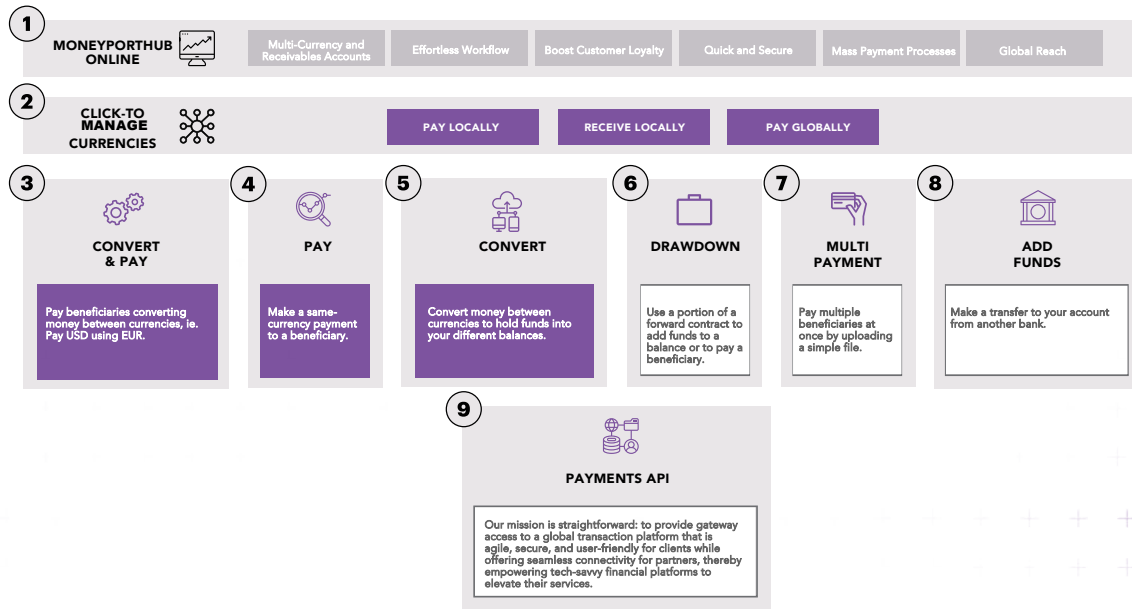 1
MONEYPORTHUB
ONLINE
Multi-Currency and
Receivables Accounts
Effortless Workflow
Boost Customer Loyalty
Quick and Secure
Mass Payment Processes
Global Reach
2
CLICK-TO
MANAGE
CURRENCIES
PAY LOCALLY
RECEIVE LOCALLY
PAY GLOBALLY
3
CONVERT
& PAY
Pay beneficiaries converting
money between currencies, ie.
Pay USD using EUR.
4
PAY
Make a same-
currency payment
to a beneficiary.
5
CONVERT
Convert money between
currencies to hold funds into
your different balances.
6
DRAWDOWN
Use a portion of a
forward contract to
add funds to a
balance or to pay a
beneficiary.
7
MULTI
PAYMENT
Pay multiple
beneficiaries at
once by uploading
a simple file.
8
ADD
FUNDS
Make a transfer to your account
from another bank.
9
PAYMENTS API
Our mission is straightforward: to provide gateway
access to a global transaction platform that is
agile, secure, and user-friendly for clients while
offering seamless connectivity for partners, thereby
empowering tech-savvy financial platforms to
elevate their services.